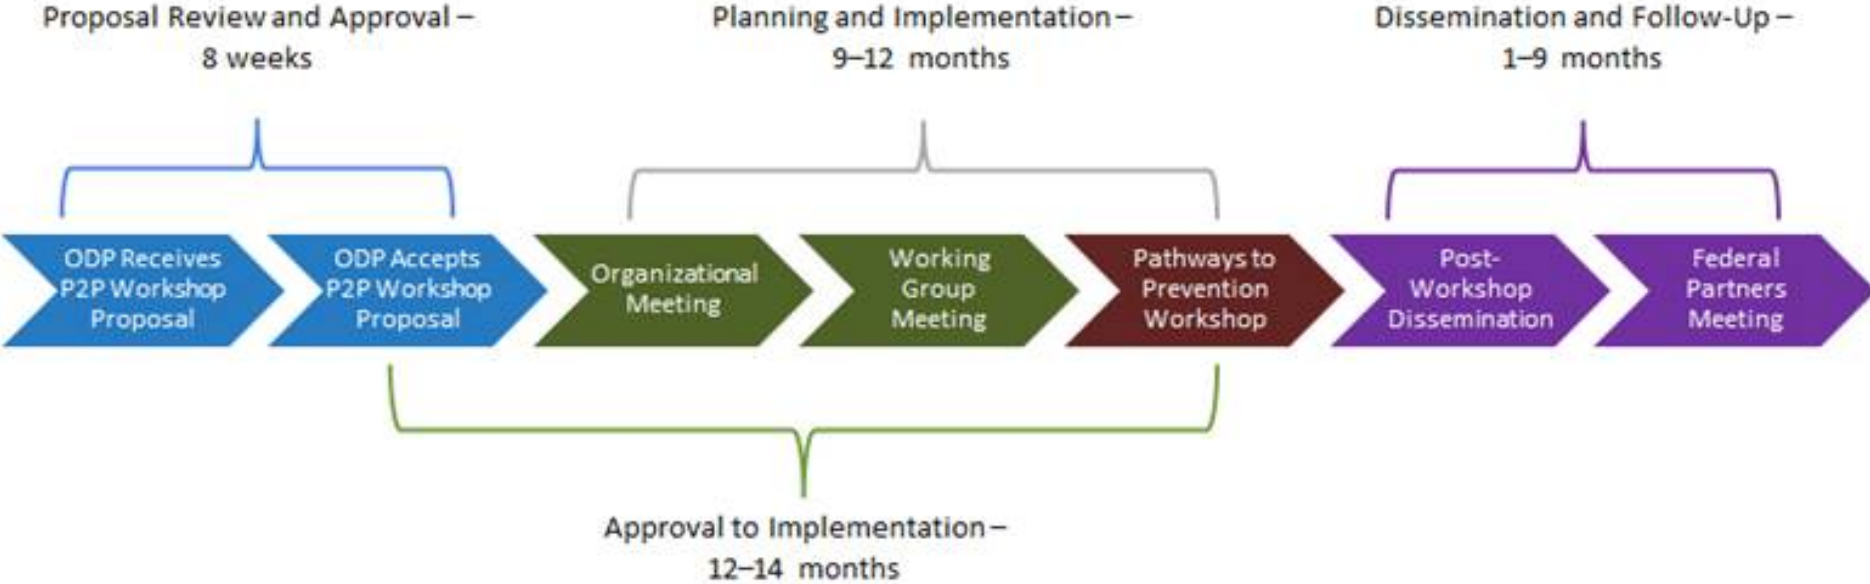 Proposal Review and Approval –
8 weeks
Planning and Implementation –
9–12 months
Dissemination and Follow-Up –
1–9 months
ODP Receives
P2P Workshop
Proposal
ODP Accepts
P2P Workshop
Proposal
Organizational
Meeting
Working
Group
Meeting
Pathways to
Prevention
Workshop
Post-
Workshop
Dissemination
Federal
Partners
Meeting
Approval to Implementation –
12–14 months